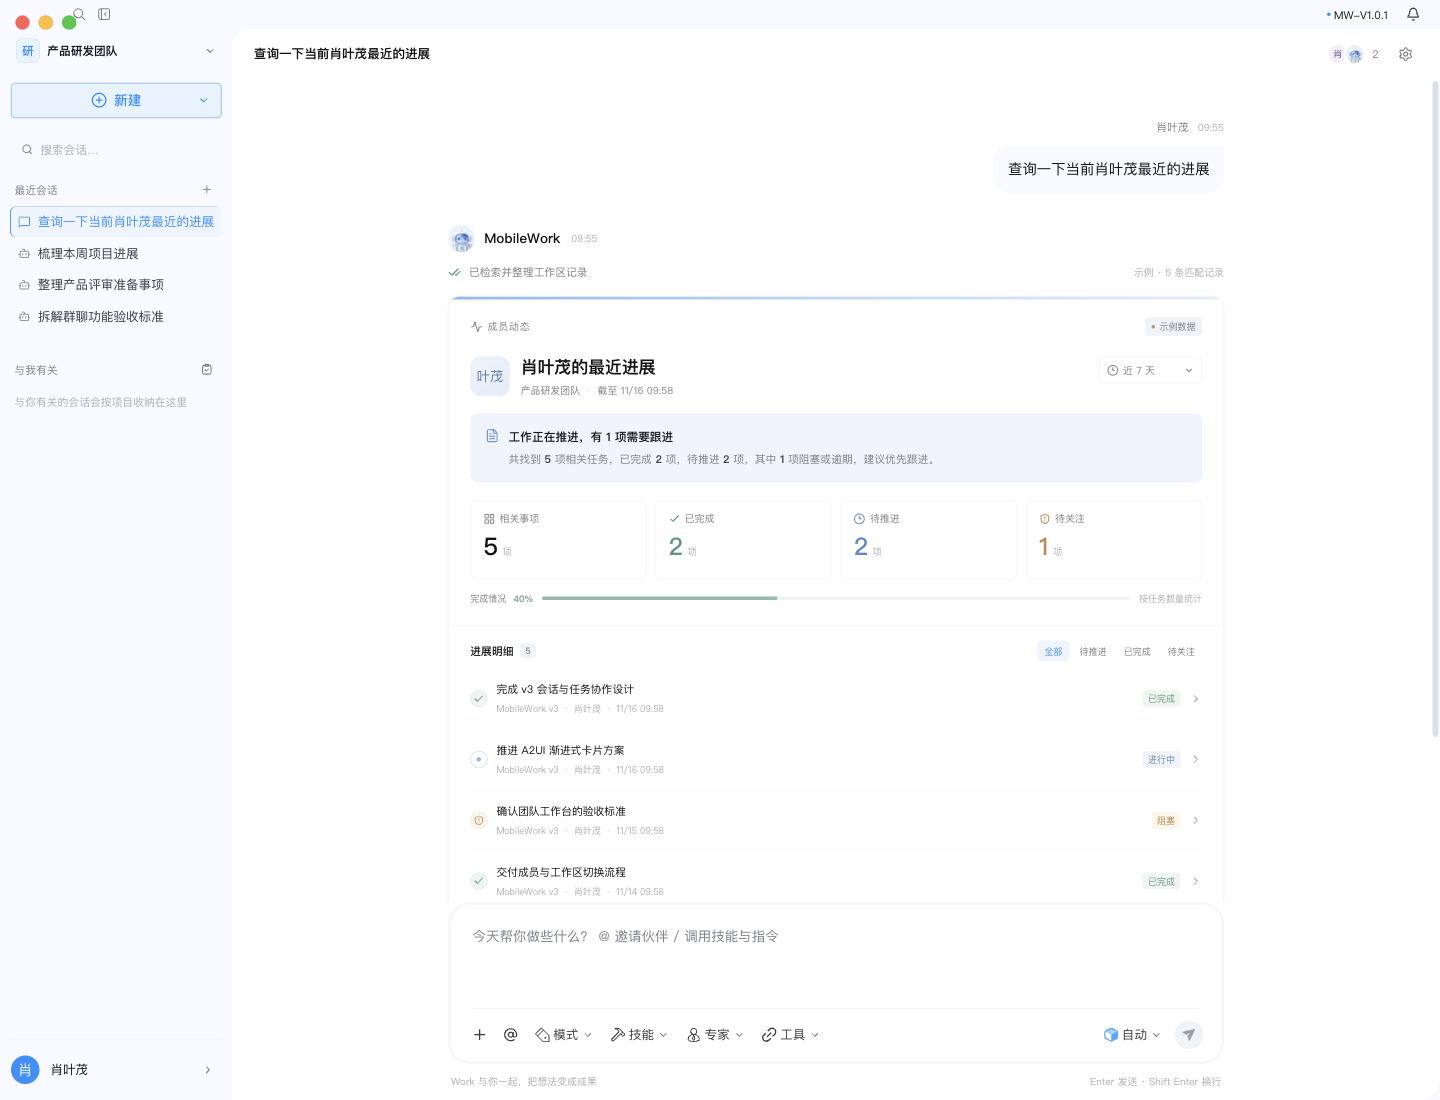 MW-V1.0.1
研 产品研发团队
新建
搜索会话...
最近会话
查询一下当前肖叶茂最近的进展
梳理本周项目进展
整理产品评审准备事项
拆解群聊功能验收标准
与我有关
与你有关的会话会按项目收纳在这里
肖 肖叶茂
查询一下当前肖叶茂最近的进展
肖 2
肖叶茂 09:55
查询一下当前肖叶茂最近的进展
MobileWork 09:55
已检索并整理工作区记录 示例 · 5 条匹配记录
成员动态 示例数据
叶茂 肖叶茂的最近进展
产品研发团队 · 截至 11/16 09:58
近 7 天
工作正在推进，有 1 项需要跟进
共找到 5 项相关任务，已完成 2 项，待推进 2 项，其中 1 项阻塞或逾期，建议优先跟进。
相关事项 已完成 待推进 待关注
5 项 2 项 2 项 1 项
完成情况 40% 按任务数量统计
进展明细 5 全部 待推进 已完成 待关注
完成 v3 会话与任务协作设计
MobileWork v3 · 肖叶茂 · 11/16 09:58
已完成
推进 A2UI 渐进式卡片方案
MobileWork v3 · 肖叶茂 · 11/16 09:58
进行中
确认团队工作台的验收标准
MobileWork v3 · 肖叶茂 · 11/15 09:58
阻塞
交付成员与工作区切换流程
MobileWork v3 · 肖叶茂 · 11/14 09:58
已完成
今天帮你做些什么？ @ 邀请伙伴 / 调用技能与指令
模式 技能 专家 工具 自动
Work 与你一起，把想法变成成果 Enter 发送 · Shift Enter 换行